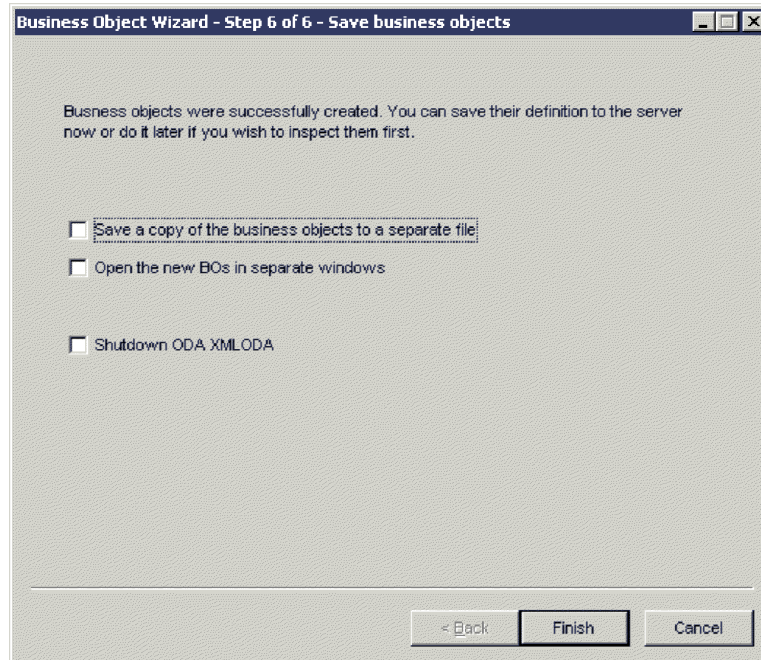 Business Object Wizard - Step 6 of 6 - Save business objects
Busness objects were successfully created. You can save their definition to the server
now or do it later if you wish to inspect them first.
Save a copy of the business objects to a separate file
Open the new BOs in separate windows
Shutdown ODA XMLODA
< Back
Finish
Cancel